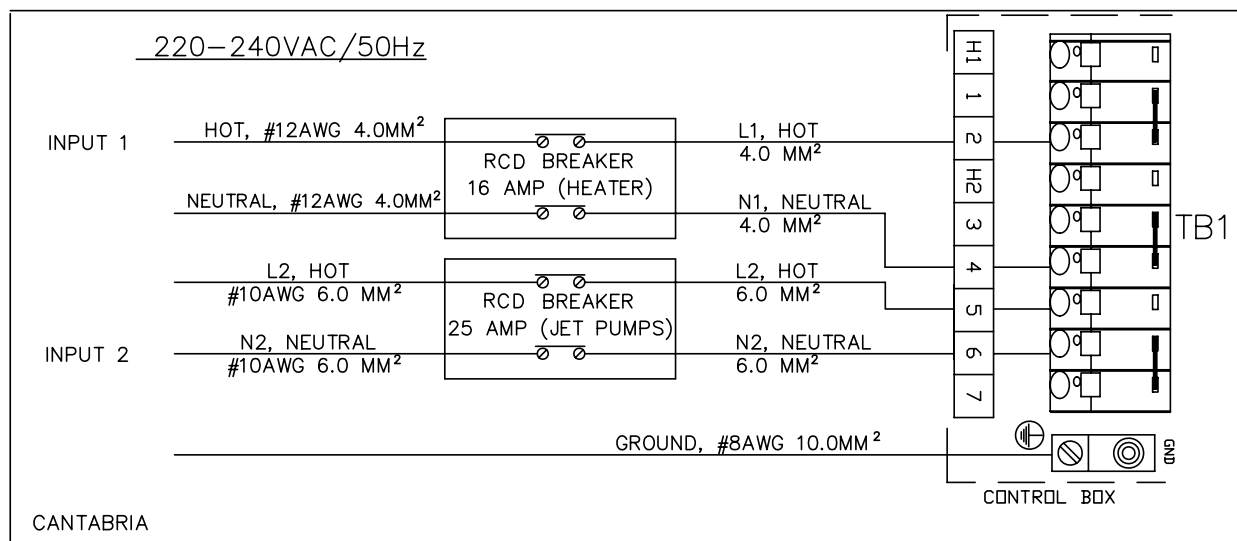 220-240VAC/50Hz
INPUT 1
HOT, #12AWG 4.0MM²
NEUTRAL, #12AWG 4.0MM²
RCD BREAKER
16 AMP (HEATER)
L1, HOT
4.0 MM²
N1, NEUTRAL
4.0 MM²
INPUT 2
L2, HOT
#10AWG 6.0 MM²
N2, NEUTRAL
#10AWG 6.0 MM²
RCD BREAKER
25 AMP (JET PUMPS)
L2, HOT
6.0 MM²
N2, NEUTRAL
6.0 MM²
GROUND, #8AWG 10.0MM²
H1
1
2
H2
3
4
5
6
7
TB1
GND
CONTROL BOX
CANTABRIA